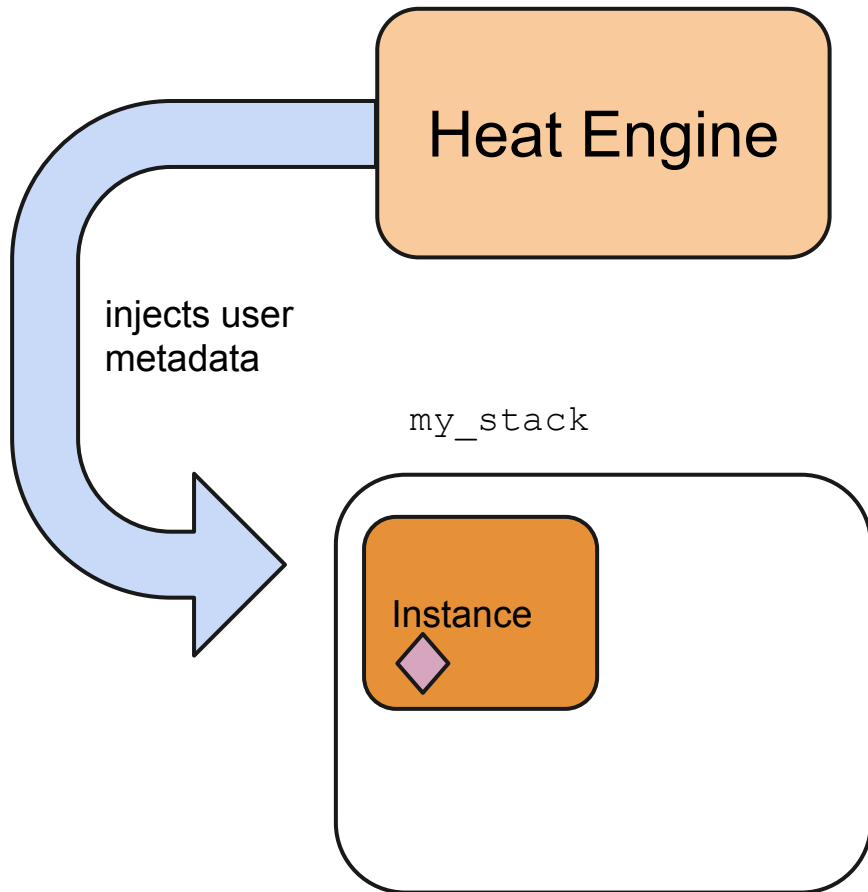 Heat Engine
injects user
metadata
my_stack
Instance